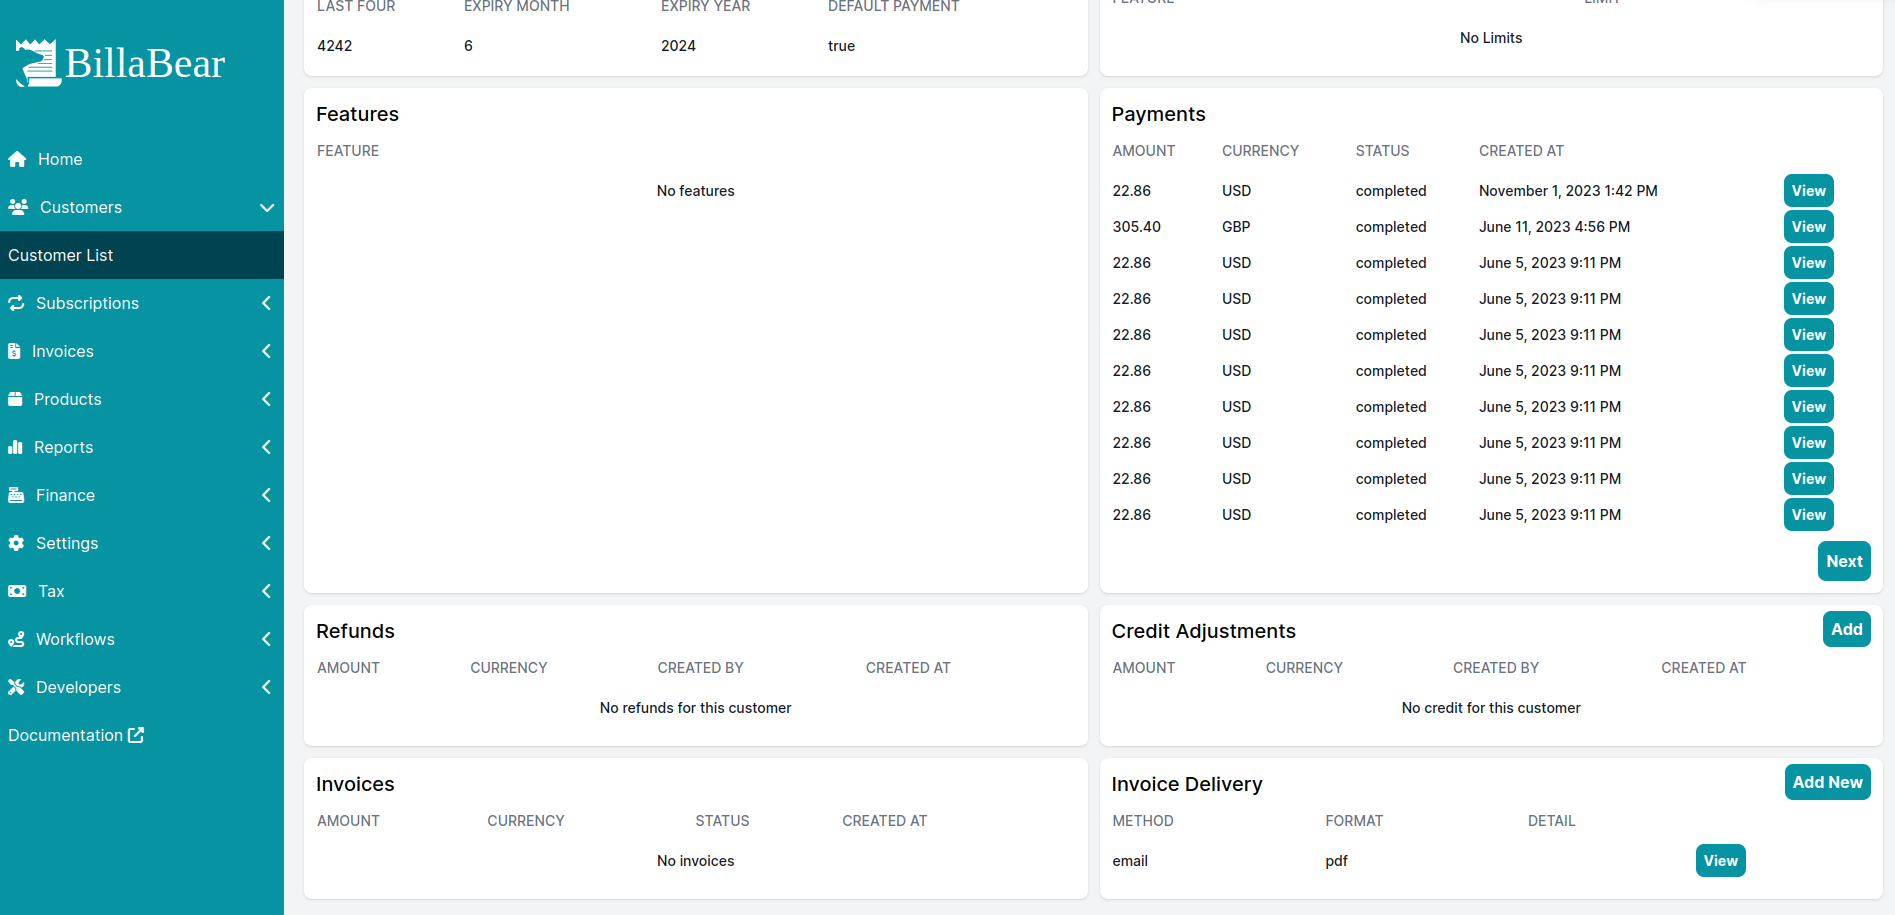 BillaBear
Home
Customers
Customer List
Subscriptions
Invoices
Products
Reports
Finance
Settings
Tax
Workflows
Developers
Documentation
LAST FOUR EXPIRY MONTH EXPIRY YEAR DEFAULT PAYMENT
4242 6 2024 true
FEATURE LIMIT
No Limits
Features
FEATURE
No features
Payments
AMOUNT CURRENCY STATUS CREATED AT
22.86 USD completed November 1, 2023 1:42 PM View
305.40 GBP completed June 11, 2023 4:56 PM View
22.86 USD completed June 5, 2023 9:11 PM View
22.86 USD completed June 5, 2023 9:11 PM View
22.86 USD completed June 5, 2023 9:11 PM View
22.86 USD completed June 5, 2023 9:11 PM View
22.86 USD completed June 5, 2023 9:11 PM View
22.86 USD completed June 5, 2023 9:11 PM View
22.86 USD completed June 5, 2023 9:11 PM View
22.86 USD completed June 5, 2023 9:11 PM View
Next
Refunds
AMOUNT CURRENCY CREATED BY CREATED AT
No refunds for this customer
Credit Adjustments Add
AMOUNT CURRENCY CREATED BY CREATED AT
No credit for this customer
Invoices
AMOUNT CURRENCY STATUS CREATED AT
No invoices
Invoice Delivery Add New
METHOD FORMAT DETAIL
email pdf View